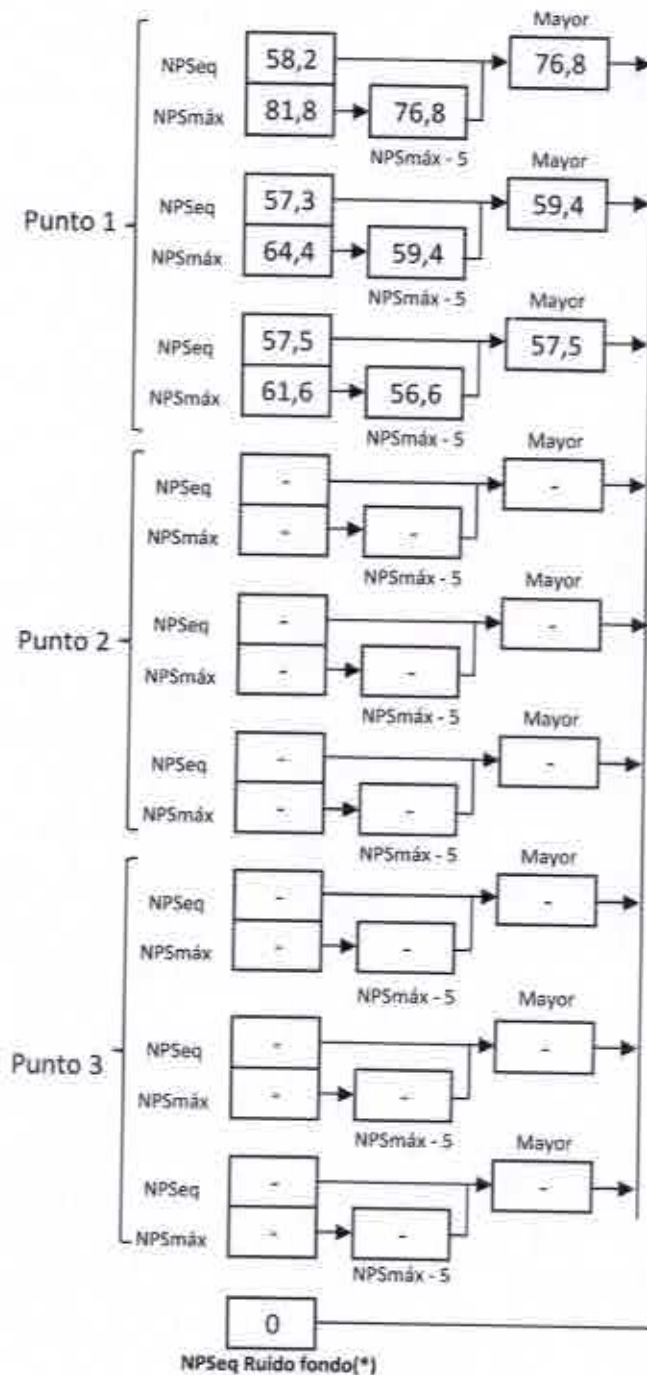 Mayor
NPSeq 58,2 76,8
NPSmáx 81,8 76,8
NPSmáx - 5
Mayor
NPSeq 57,3 59,4
Punto 1
NPSmáx 64,4 59,4
NPSmáx - 5
Mayor
NPSeq 57,5 57,5
NPSmáx 61,6 56,6
NPSmáx - 5
Mayor
NPSeq - -
NPSmáx - -
NPSmáx - 5
Mayor
NPSeq - -
Punto 2
NPSmáx - -
NPSmáx - 5
Mayor
NPSeq - -
NPSmáx - -
NPSmáx - 5
Mayor
NPSeq - -
NPSmáx - -
NPSmáx - 5
Mayor
NPSeq - -
Punto 3
NPSmáx - -
NPSmáx - 5
Mayor
NPSeq - -
NPSmáx - -
NPSmáx - 5
0
NPSeq Ruido fondo(*)